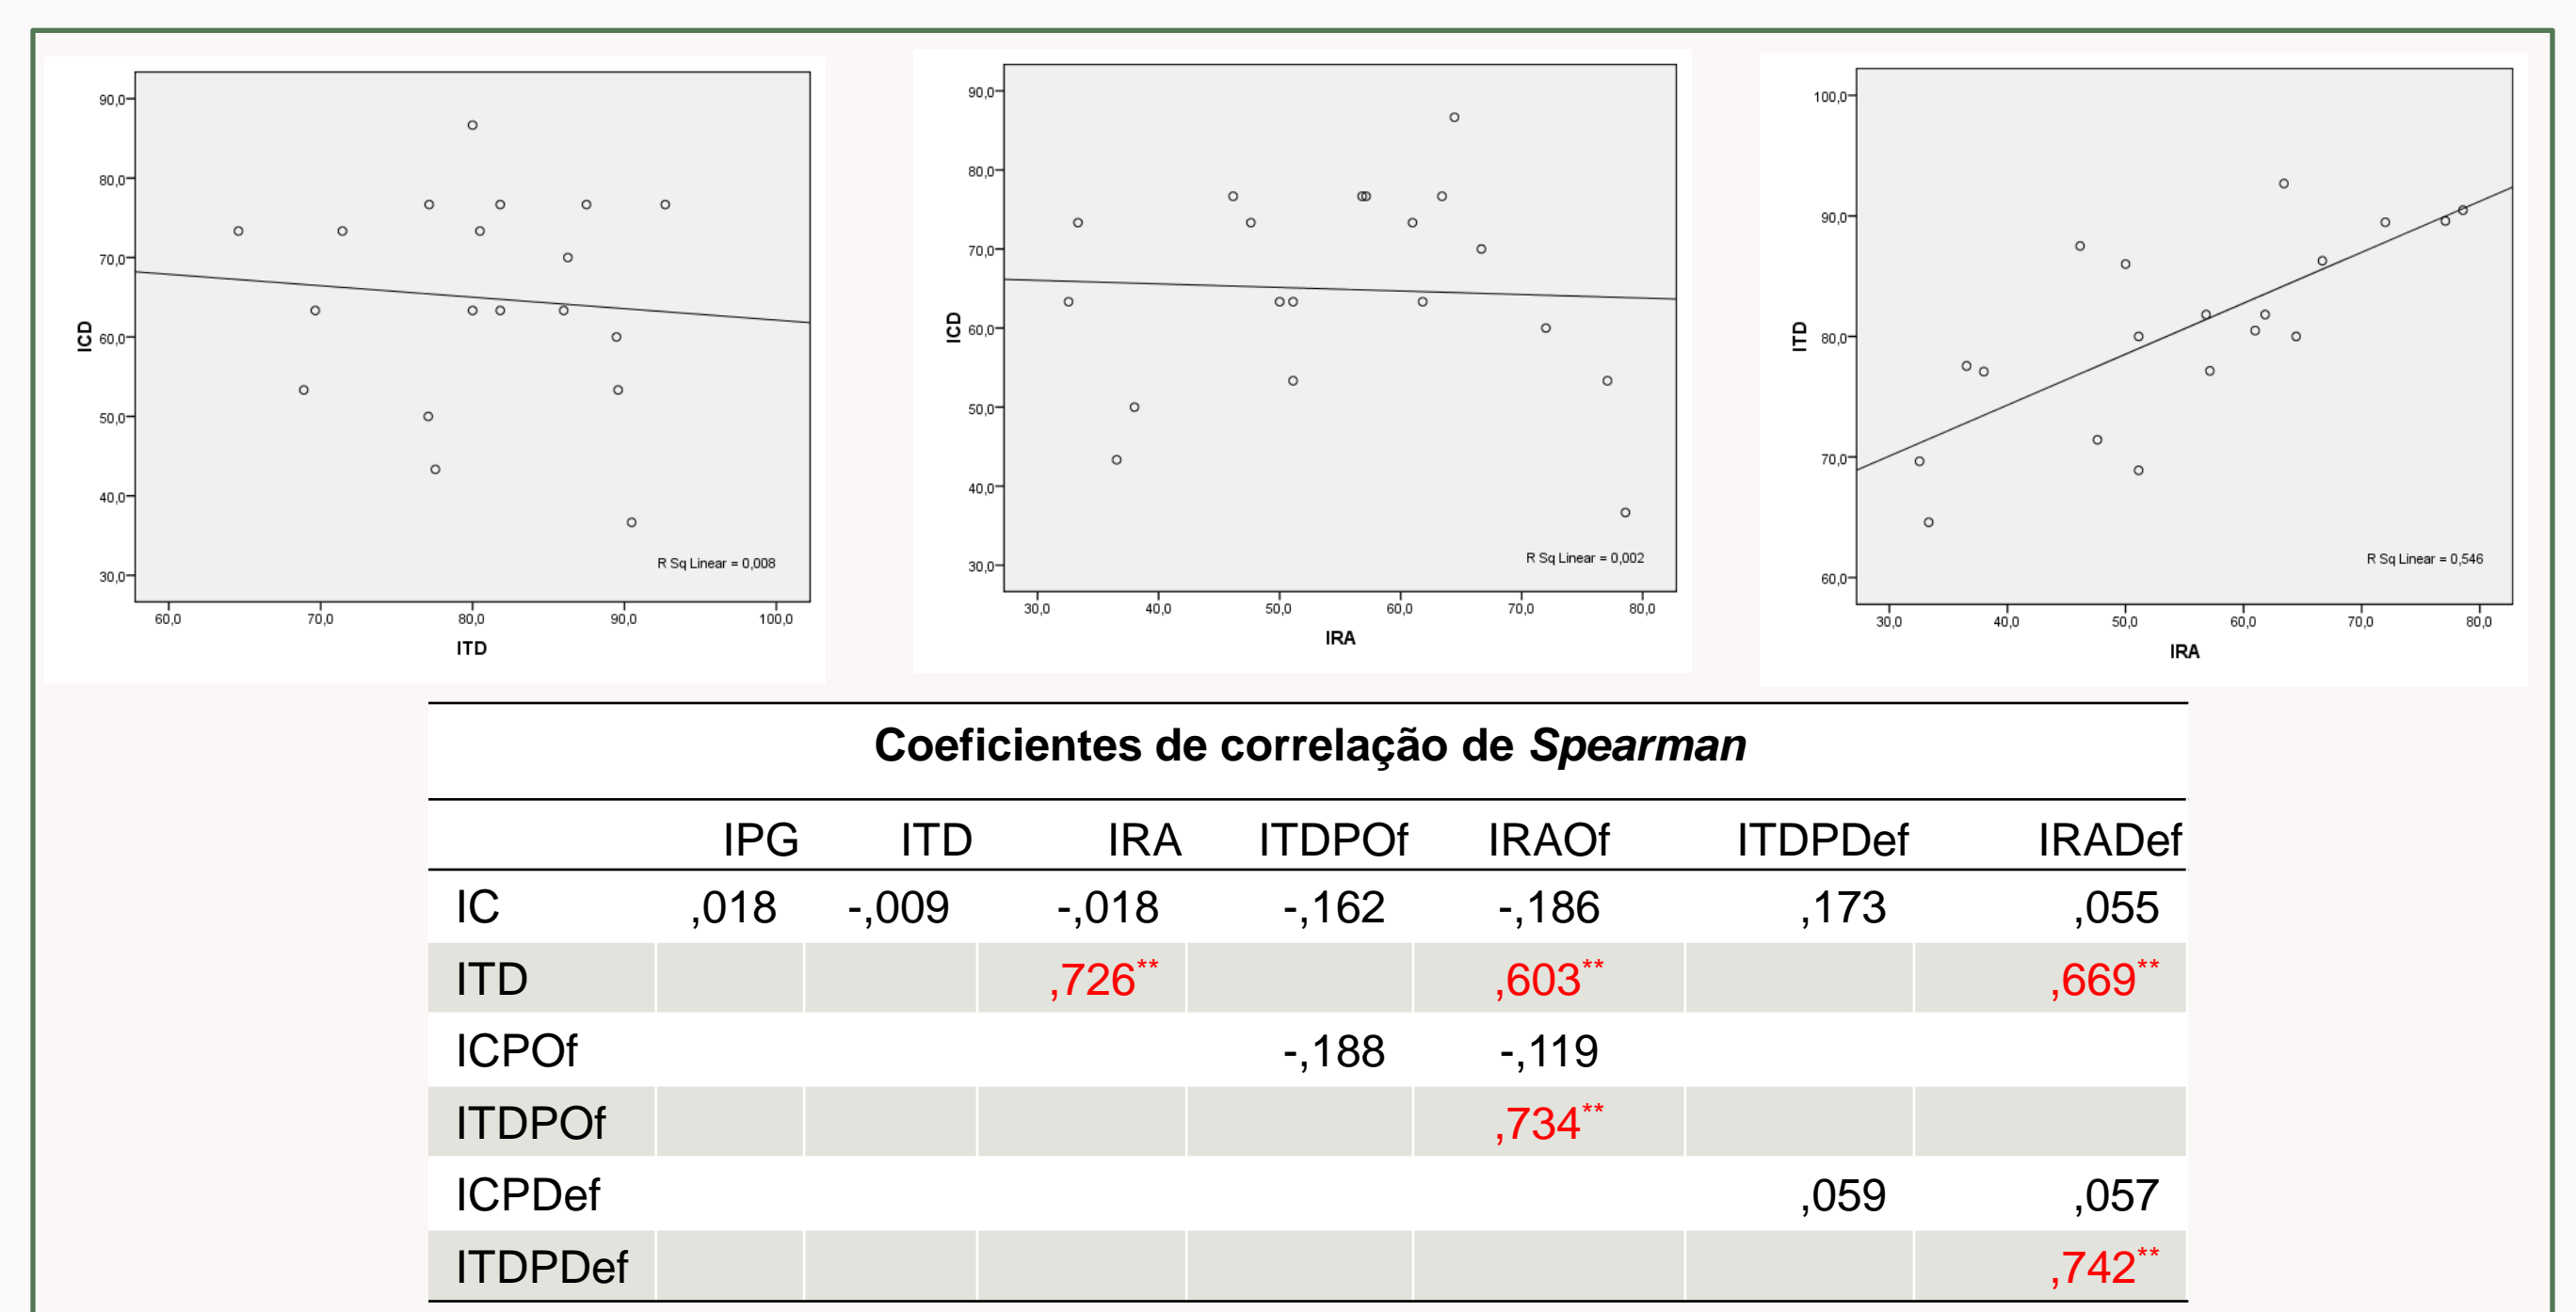 90,0
80,0
70,0
60,0
50,0
40,0
30,0
ICD
60,0 70,0 80,0 90,0 100,0
ITD
R Sq Linear = 0,008
90,0
80,0
70,0
60,0
50,0
40,0
30,0
ICD
30,0 40,0 50,0 60,0 70,0 80,0
IRA
R Sq Linear = 0,002
100,0
90,0
80,0
70,0
60,0
ITD
30,0 40,0 50,0 60,0 70,0 80,0
IRA
R Sq Linear = 0,546
Coeficientes de correlação de Spearman
IPG ITD IRA ITDPOf IRAOf ITDPDef IRADef
IC ,018 -,009 -,018 -,162 -,186 ,173 ,055
ITD ,726** ,603** ,669**
ICPOf -,188 -,119
ITDPOf ,734**
ICPDef ,059 ,057
ITDPDef ,742**